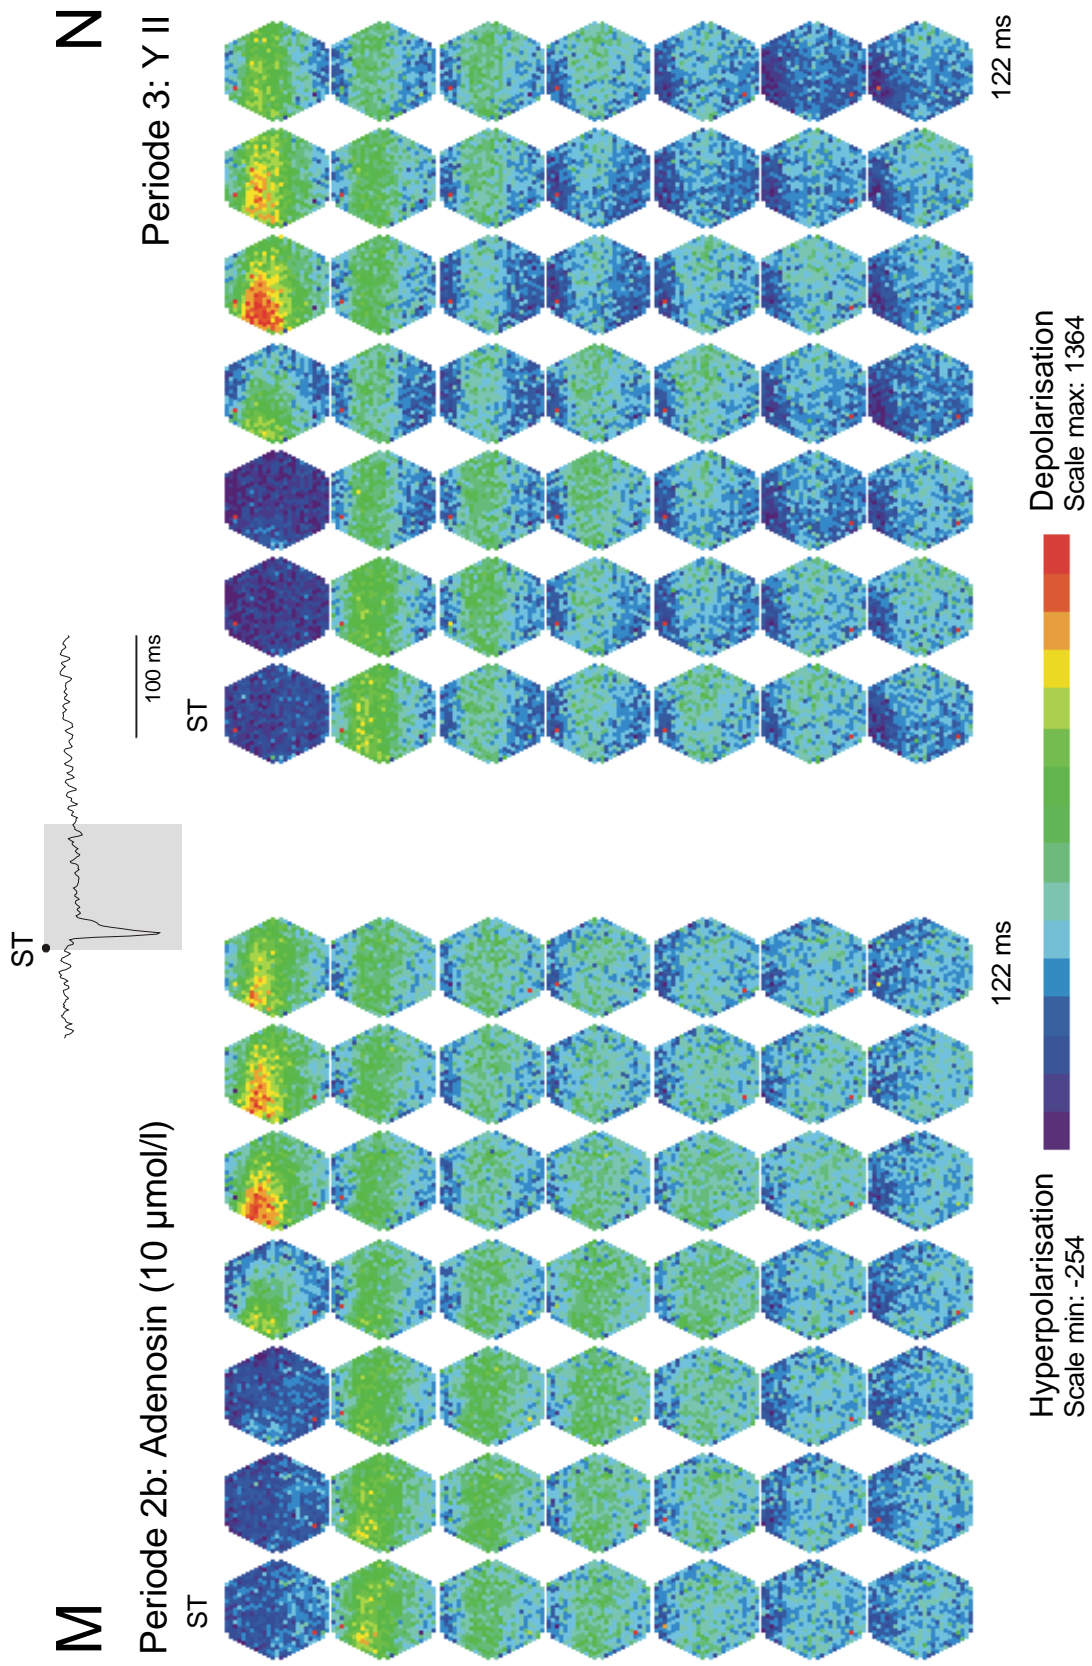 M
N
Periode 2b: Adenosin (10 µmol/l)
Periode 3: Y II
ST
100 ms
ST
ST
122 ms
122 ms
Hyperpolarisation
Scale min: -254
Depolarisation
Scale max: 1364